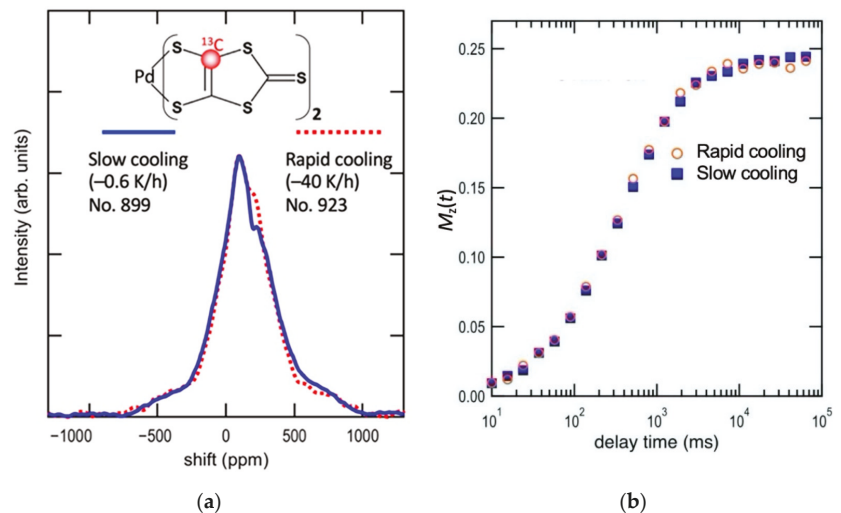 (a)
Intensity (arb. units)
shift (ppm)
−1000
−500
0
500
1000
13C
S
S
Pd
S
S
S
2
Slow cooling
(−0.6 K/h)
No. 899
Rapid cooling
(−40 K/h)
No. 923
(b)
Mz(t)
0.25
0.20
0.15
0.10
0.05
0.00
10^1
10^2
10^3
10^4
10^5
delay time (ms)
Rapid cooling
Slow cooling